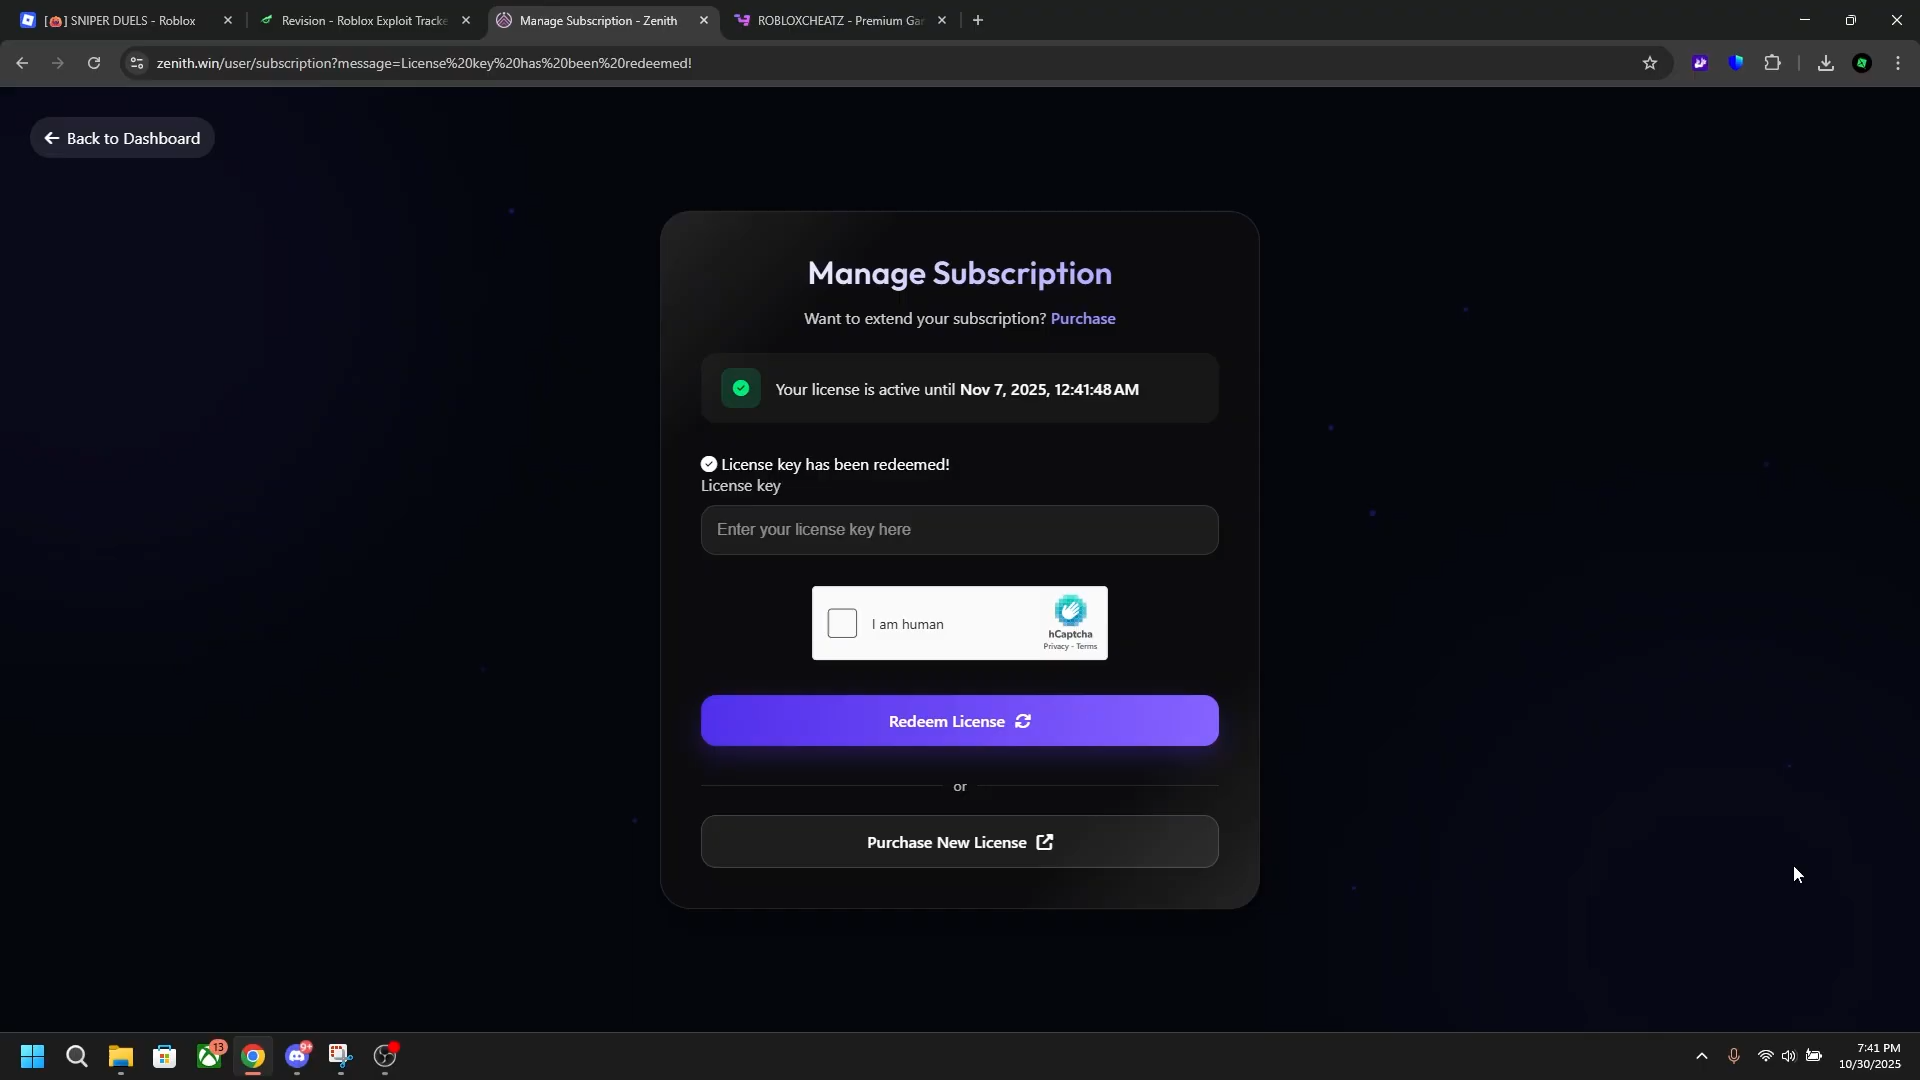 [🎃] SNIPER DUELS - Roblox
Revision - Roblox Exploit Tracke
Manage Subscription - Zenith
ROBLOXCHEATZ - Premium Gar
zenith.win/user/subscription?message=License%20key%20has%20been%20redeemed!
Back to Dashboard
Manage Subscription
Want to extend your subscription? Purchase
Your license is active until Nov 7, 2025, 12:41:48 AM
License key has been redeemed!
License key
Enter your license key here
I am human
hCaptcha
Privacy - Terms
Redeem License
or
Purchase New License
13
9+
7:41 PM
10/30/2025